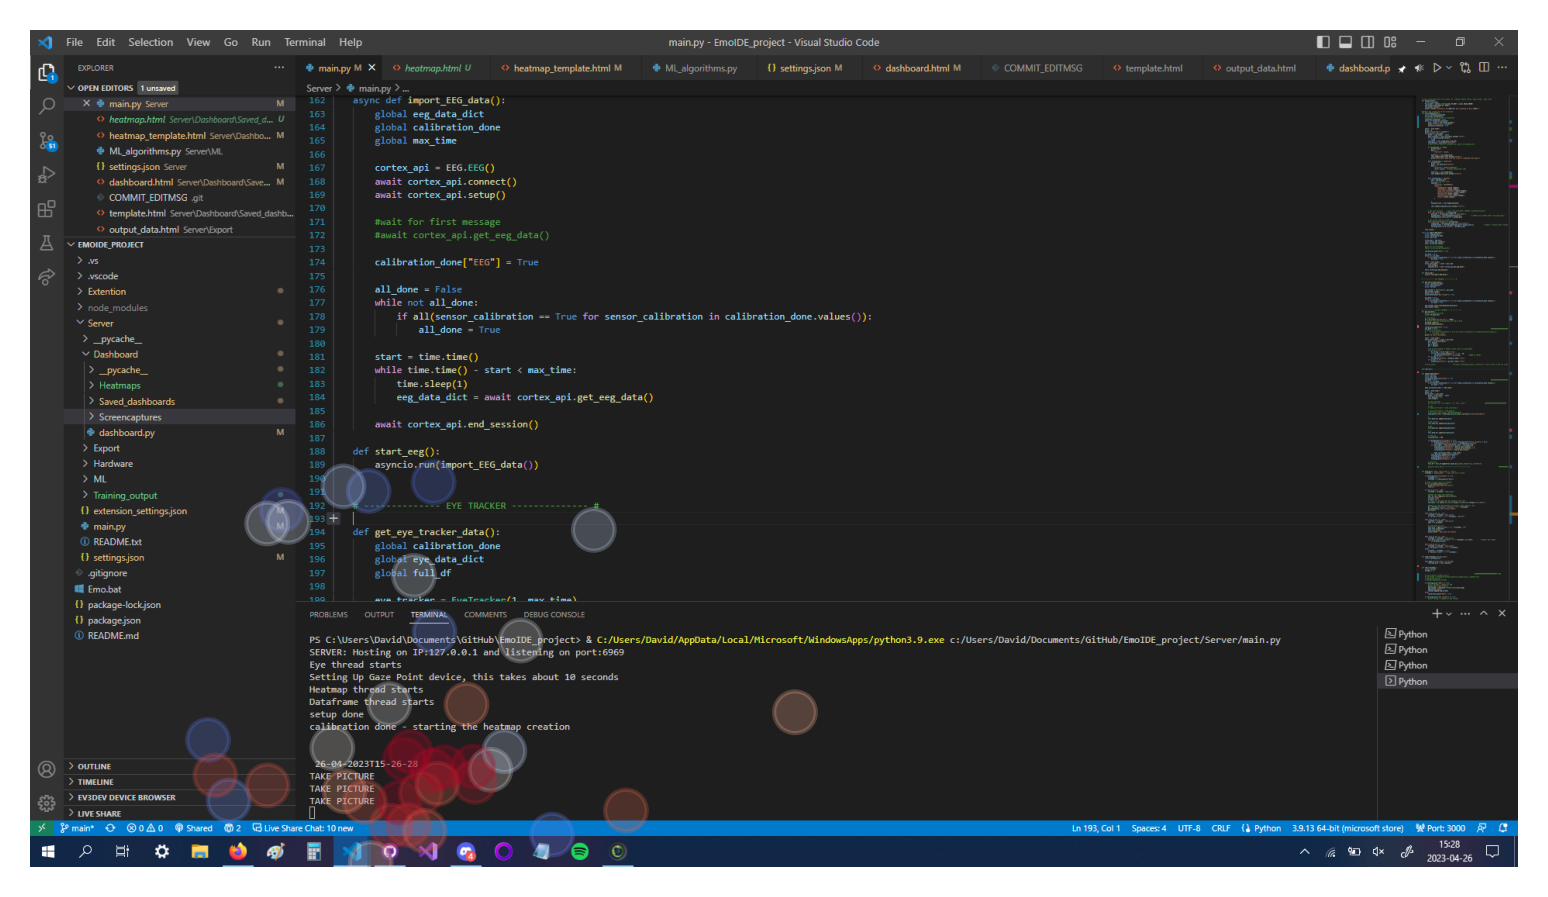 File Edit Selection View Go Run Terminal Help
main.py - EmoIDE_project - Visual Studio Code
EXPLORER
main.py M
heatmap.html U
heatmap_template.html M
ML_algorithms.py
settings.json M
dashboard.html M
COMMIT_EDITMSG
template.html
output_data.html
dashboard.p
OPEN EDITORS 1 unsaved
main.py Server M
heatmap.html Server\Dashboard\Saved_d... U
heatmap_template.html Server\Dashbo... M
ML_algorithms.py Server\ML
settings.json Server M
dashboard.html Server\Dashboard\Save... M
COMMIT_EDITMSG .git
template.html Server\Dashboard\Saved_dashb...
output_data.html Server\Export
EMOIDE_PROJECT
.vs
.vscode
Extention
node_modules
Server
__pycache__
Dashboard
__pycache__
Heatmaps
Saved_dashboards
Screencaptures
dashboard.py M
Export
Hardware
ML
Training_output
extension_settings.json M
main.py M
README.txt
settings.json M
.gitignore
Emo.bat
package-lock.json
package.json
README.md
OUTLINE
TIMELINE
EV3DEV DEVICE BROWSER
LIVE SHARE
Server > main.py > ...
162 async def import_EEG_data():
163 global eeg_data_dict
164 global calibration_done
165 global max_time
166
167 cortex_api = EEG.EEG()
168 await cortex_api.connect()
169 await cortex_api.setup()
170
171 #wait for first message
172 #await cortex_api.get_eeg_data()
173
174 calibration_done["EEG"] = True
175
176 all_done = False
177 while not all_done:
178 if all(sensor_calibration == True for sensor_calibration in calibration_done.values()):
179 all_done = True
180
181 start = time.time()
182 while time.time() - start < max_time:
183 time.sleep(1)
184 eeg_data_dict = await cortex_api.get_eeg_data()
185
186 await cortex_api.end_session()
187
188 def start_eeg():
189 asyncio.run(import_EEG_data())
190
191
192 # -------------- EYE TRACKER -------------- #
193
194 def get_eye_tracker_data():
195 global calibration_done
196 global eye_data_dict
197 global full_df
198
199 eye_tracker = EyeTracker(1, max_time)
PROBLEMS OUTPUT TERMINAL COMMENTS DEBUG CONSOLE
PS C:\Users\David\Documents\GitHub\EmoIDE_project> & C:/Users/David/AppData/Local/Microsoft/WindowsApps/python3.9.exe c:/Users/David/Documents/GitHub/EmoIDE_project/Server/main.py
SERVER: Hosting on IP:127.0.0.1 and listening on port:6969
Eye thread starts
Setting Up Gaze Point device, this takes about 10 seconds
Heatmap thread starts
Dataframe thread starts
setup done
calibration done - starting the heatmap creation
26-04-2023T15-26-28
TAKE PICTURE
TAKE PICTURE
TAKE PICTURE
Python
Python
Python
Python
main* 0 0 Shared 2 Live Share Chat: 10 new
Ln 193, Col 1 Spaces: 4 UTF-8 CRLF Python 3.9.13 64-bit (microsoft store) Port: 3000
15:28
2023-04-26